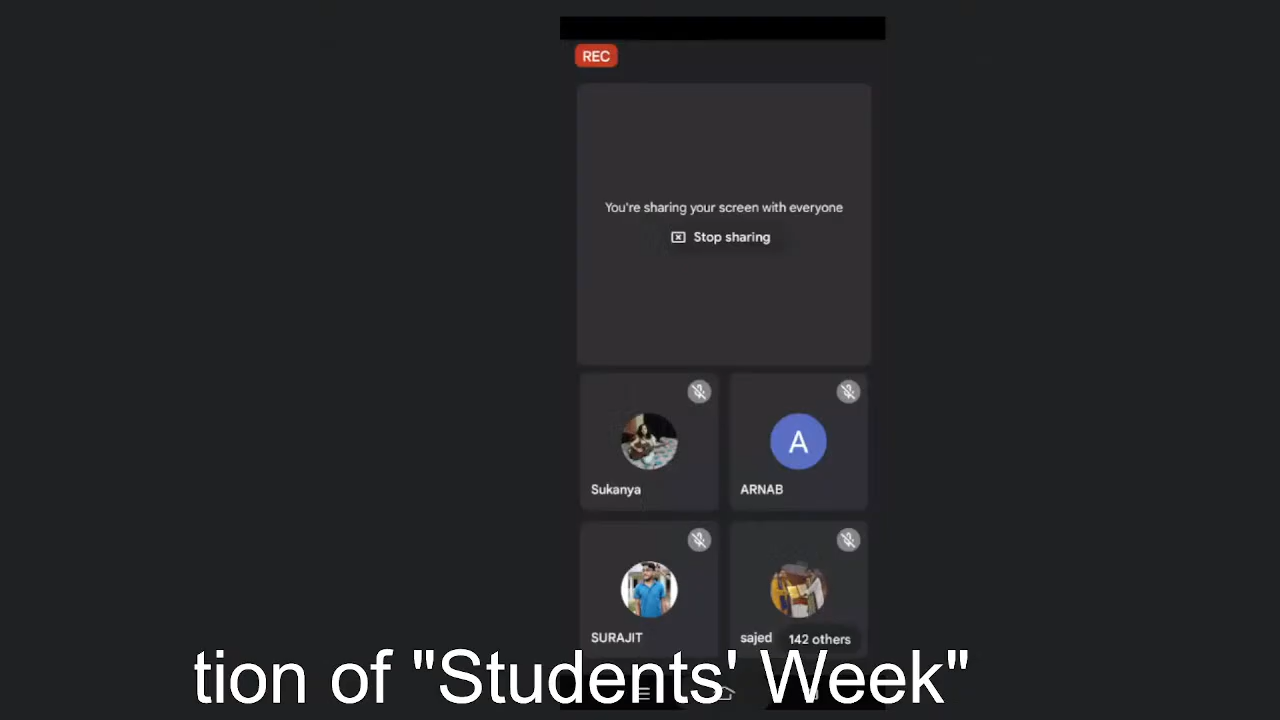 REC
You're sharing your screen with everyone
Stop sharing
Sukanya
A
ARNAB
SURAJIT
sajed
142 others
tion of "Students' Week"